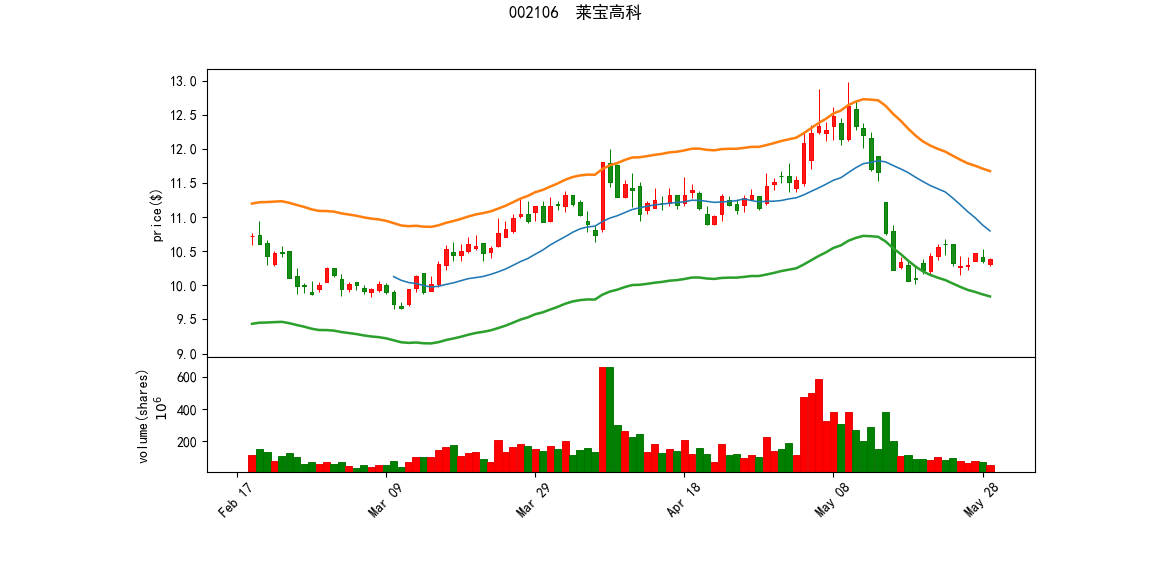 002106  莱宝高科
price($)
13.0
12.5
12.0
11.5
11.0
10.5
10.0
9.5
9.0
volume(shares)
10^6
600
400
200
Feb 17
Mar 09
Mar 29
Apr 18
May 08
May 28